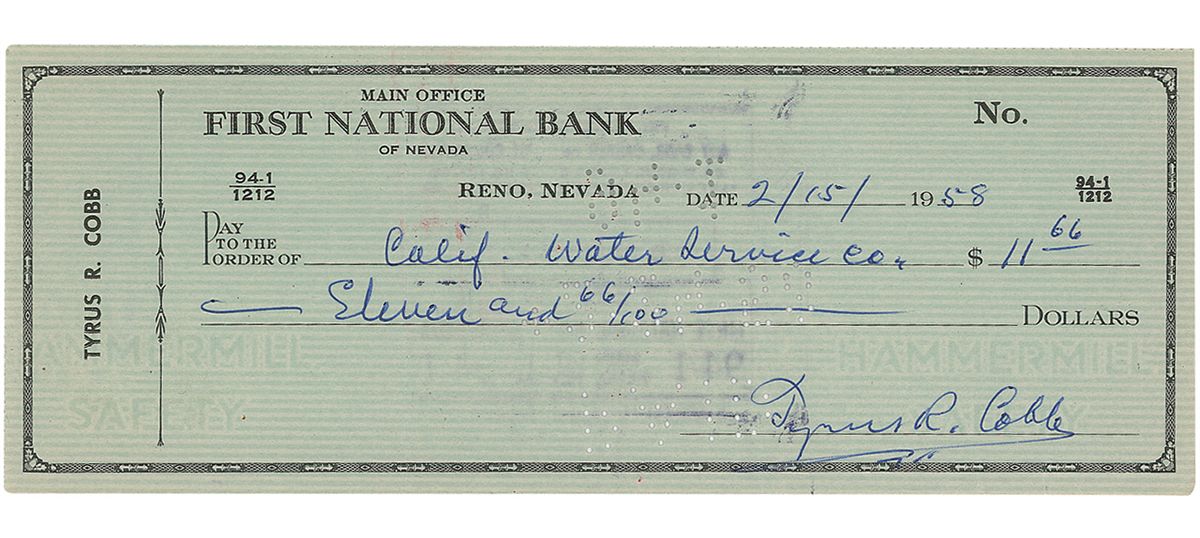 MAIN OFFICE
FIRST NATIONAL BANK
OF NEVADA
No.
94-1
1212
RENO, NEVADA DATE 2/15/ 1958
94-1
1212
PAY
TO THE
ORDER OF Calif. Water Service Co. $ 11 66
Eleven and 66/100 DOLLARS
TYRUS R. COBB
HAMMERMILL
SAFETY
HAMMERMILL
SAFETY
Tyrus R. Cobb